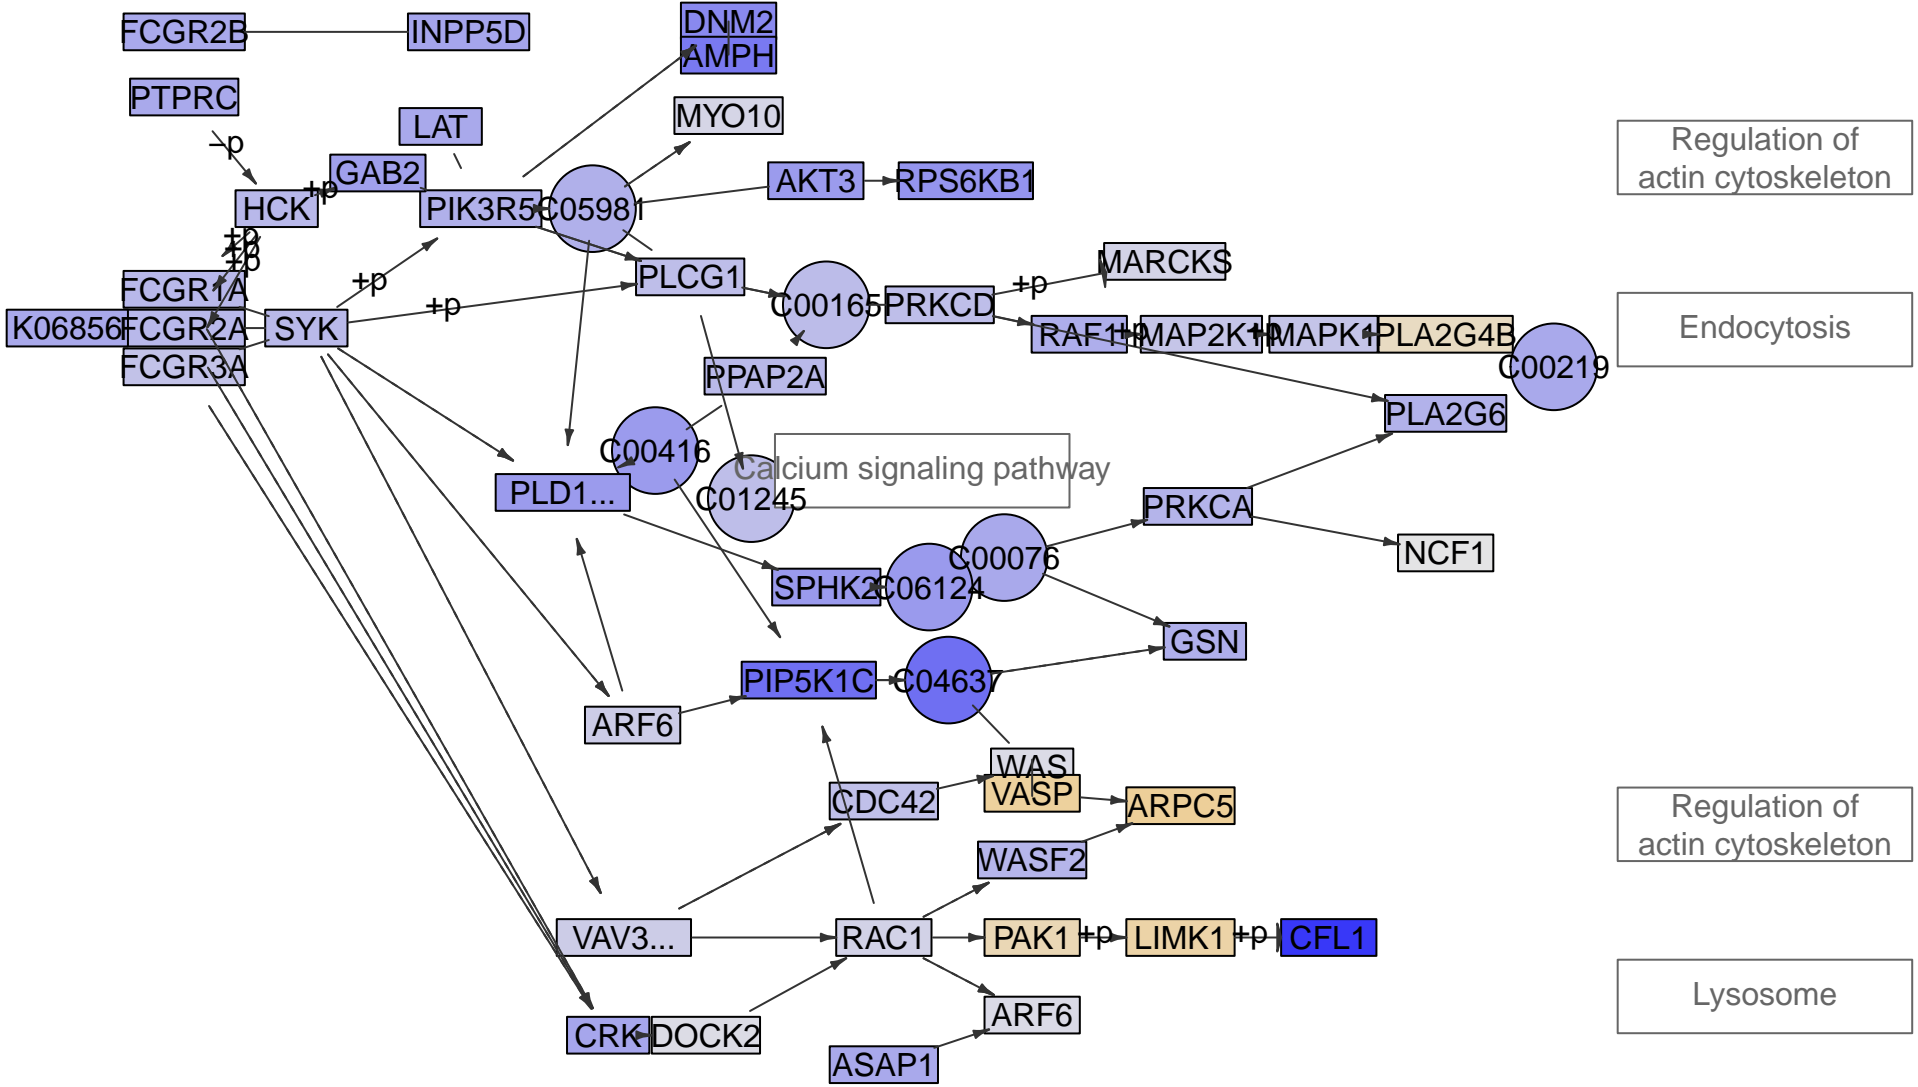 FCGR2B
INPP5D
DNM2
AMPH
PTPRC
LAT
MYO10
Regulation of
actin cytoskeleton
–p
GAB2
+p
AKT3
RPS6KB1
HCK
PIK3R5
C05981
+p
+p
+p
MARCKS
PLCG1
+p
+p
+p
FCGR1A
C00165
PRKCD
K06856
FCGR2A
SYK
RAF1
+p
MAP2K1
+p
MAPK1
PLA2G4B
Endocytosis
FCGR3A
PPAP2A
C00219
PLA2G6
C00416
Calcium signaling pathway
PLD1...
C01245
PRKCA
C00076
NCF1
SPHK2
C06124
GSN
PIP5K1C
C04637
ARF6
WAS
VASP
CDC42
ARPC5
Regulation of
actin cytoskeleton
WASF2
VAV3...
RAC1
PAK1
+p
LIMK1
+p
CFL1
Lysosome
ARF6
CRK
DOCK2
ASAP1